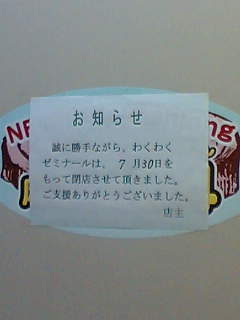 お知らせ
誠に勝手ながら、わくわく
ゼミナールは、7月30日を
もって閉店させて頂きました。
ご支援ありがとうございました。
店主